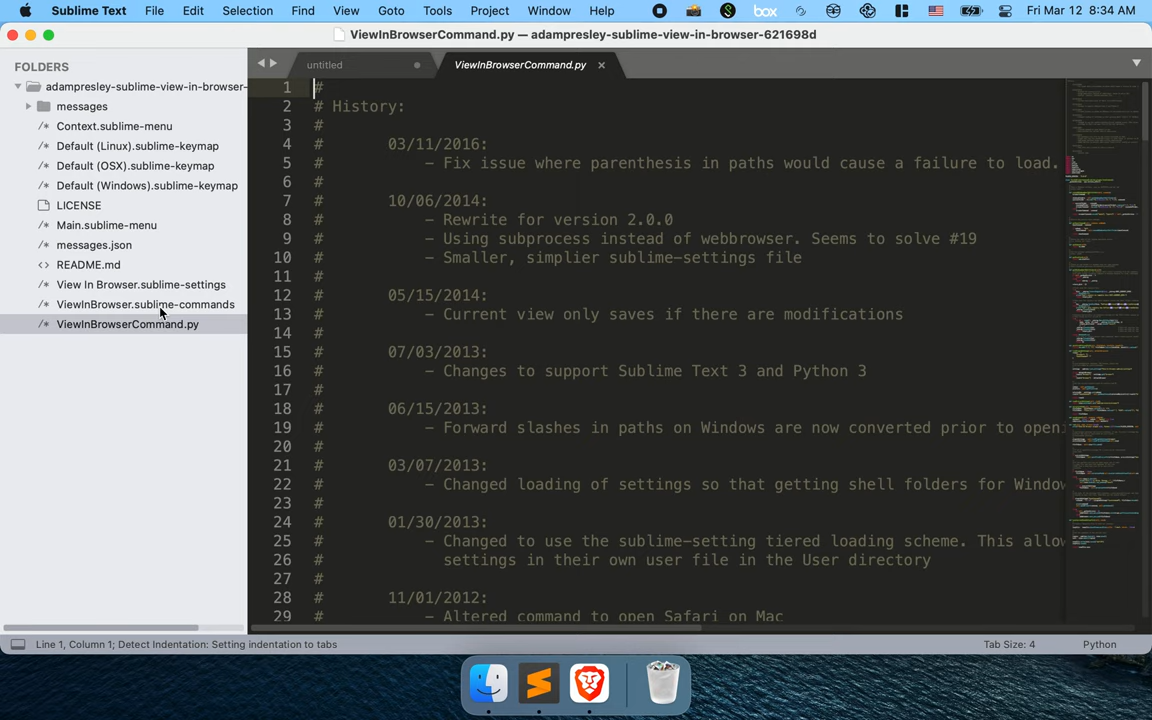 Sublime Text File Edit Selection Find View Goto Tools Project Window Help box Fri Mar 12 8:34 AM
ViewInBrowserCommand.py — adampresley-sublime-view-in-browser-621698d
FOLDERS
adampresley-sublime-view-in-browser-
messages
Context.sublime-menu
Default (Linux).sublime-keymap
Default (OSX).sublime-keymap
Default (Windows).sublime-keymap
LICENSE
Main.sublime-menu
messages.json
README.md
View In Browser.sublime-settings
ViewInBrowser.sublime-commands
ViewInBrowserCommand.py
untitled ViewInBrowserCommand.py
1 #
2 # History:
3 #
4 # 03/11/2016:
5 # - Fix issue where parenthesis in paths would cause a failure to load.
6 #
7 # 10/06/2014:
8 # - Rewrite for version 2.0.0
9 # - Using subprocess instead of webbrowser. Seems to solve #19
10 # - Smaller, simplier sublime-settings file
11 #
12 # 05/15/2014:
13 # - Current view only saves if there are modifications
14 #
15 # 07/03/2013:
16 # - Changes to support Sublime Text 3 and Python 3
17 #
18 # 06/15/2013:
19 # - Forward slashes in paths on Windows are now converted prior to open
20 #
21 # 03/07/2013:
22 # - Changed loading of settings so that getting shell folders for Window
23 #
24 # 01/30/2013:
25 # - Changed to use the sublime-setting tiered loading scheme. This allow
26 # settings in their own user file in the User directory
27 #
28 # 11/01/2012:
29 # - Altered command to open Safari on Mac
Line 1, Column 1; Detect Indentation: Setting indentation to tabs Tab Size: 4 Python